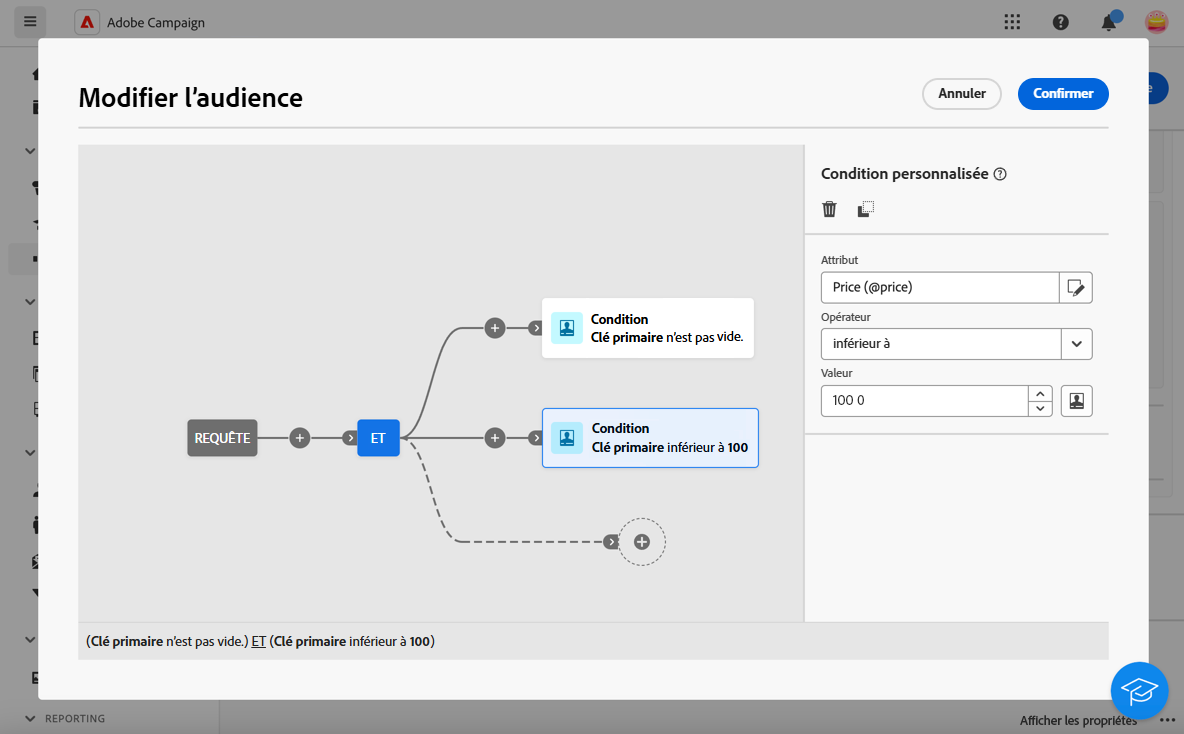 Adobe Campaign
Modifier l’audience
Annuler
Confirmer
Condition personnalisée
Attribut
Price (@price)
Opérateur
inférieur à
Valeur
100 0
Condition
Clé primaire n’est pas vide.
REQUÊTE
ET
Condition
Clé primaire inférieur à 100
(Clé primaire n’est pas vide.) ET (Clé primaire inférieur à 100)
REPORTING
Afficher les propriétés